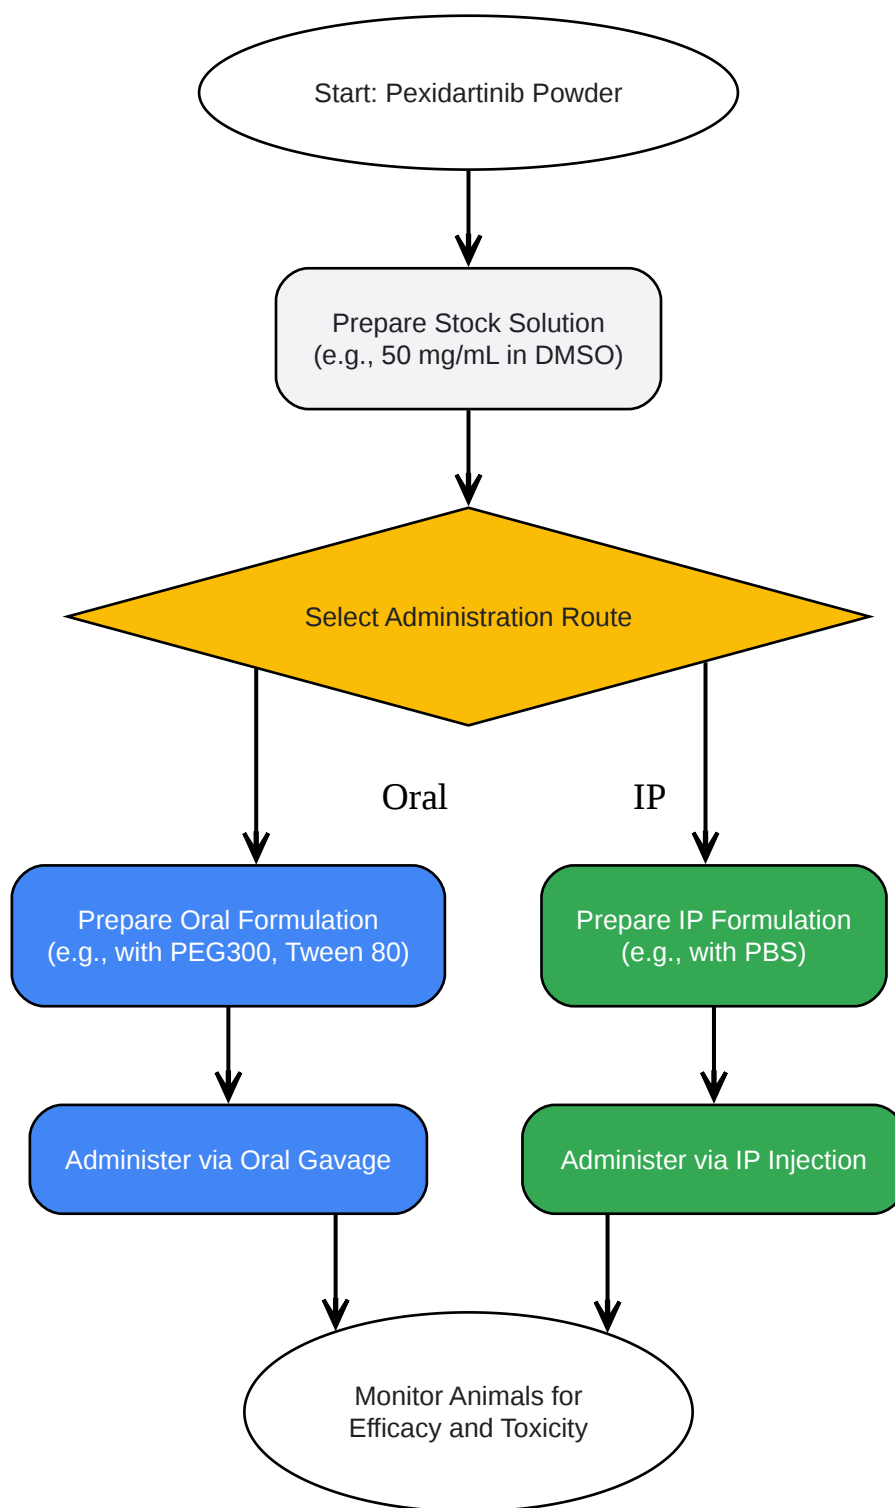 Start: Pexidartinib Powder
Prepare Stock Solution
(e.g., 50 mg/mL in DMSO)
Select Administration Route
Oral
IP
Prepare Oral Formulation
(e.g., with PEG300, Tween 80)
Prepare IP Formulation
(e.g., with PBS)
Administer via Oral Gavage
Administer via IP Injection
Monitor Animals for
Efficacy and Toxicity